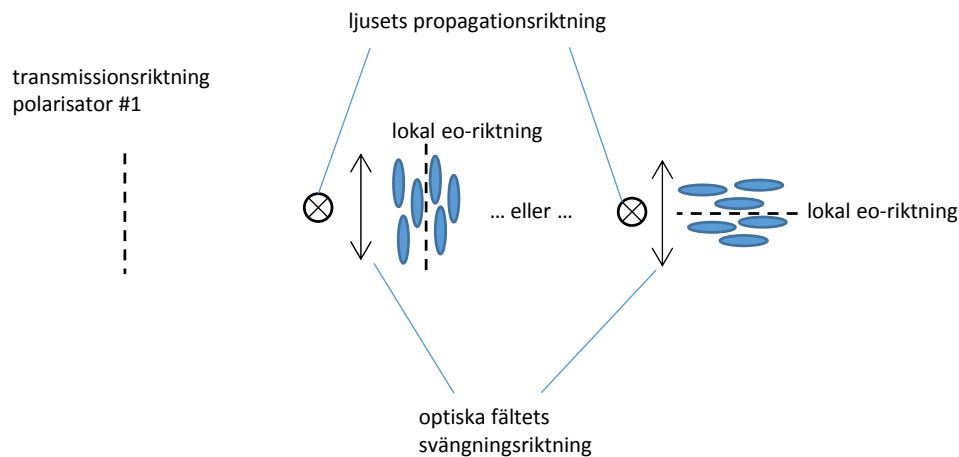 ljusets propagationsriktning
transmissionsriktning
polarisator #1
lokal eo-riktning
... eller ...
lokal eo-riktning
optiska fältets
svängningsriktning